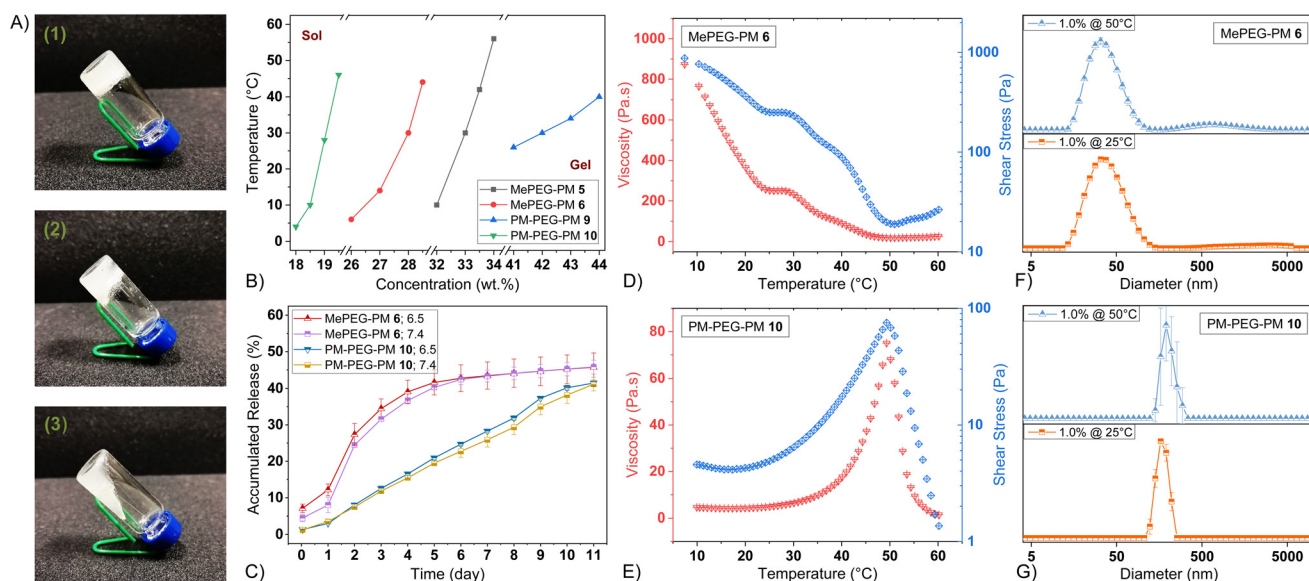 A)
(1)
(2)
(3)
Sol
Gel
MePEG-PM 5
MePEG-PM 6
PM-PEG-PM 9
PM-PEG-PM 10
Temperature (°C)
60
50
40
30
20
10
0
18 19 26 27 28 32 33 34 41 42 43 44
B)
Concentration (wt.%)
MePEG-PM 6; 6.5
MePEG-PM 6; 7.4
PM-PEG-PM 10; 6.5
PM-PEG-PM 10; 7.4
Accumulated Release (%)
60
50
40
30
20
10
0
0 1 2 3 4 5 6 7 8 9 10 11
C)
Time (day)
MePEG-PM 6
Viscosity (Pa.s)
1000
800
600
400
200
0
Shear Stress (Pa)
1000
100
10
10 20 30 40 50 60
D)
Temperature (°C)
PM-PEG-PM 10
Viscosity (Pa.s)
80
60
40
20
0
Shear Stress (Pa)
100
10
1
10 20 30 40 50 60
E)
Temperature (°C)
1.0% @ 50°C
MePEG-PM 6
1.0% @ 25°C
5 50 500 5000
F)
Diameter (nm)
PM-PEG-PM 10
1.0% @ 50°C
1.0% @ 25°C
5 50 500 5000
G)
Diameter (nm)